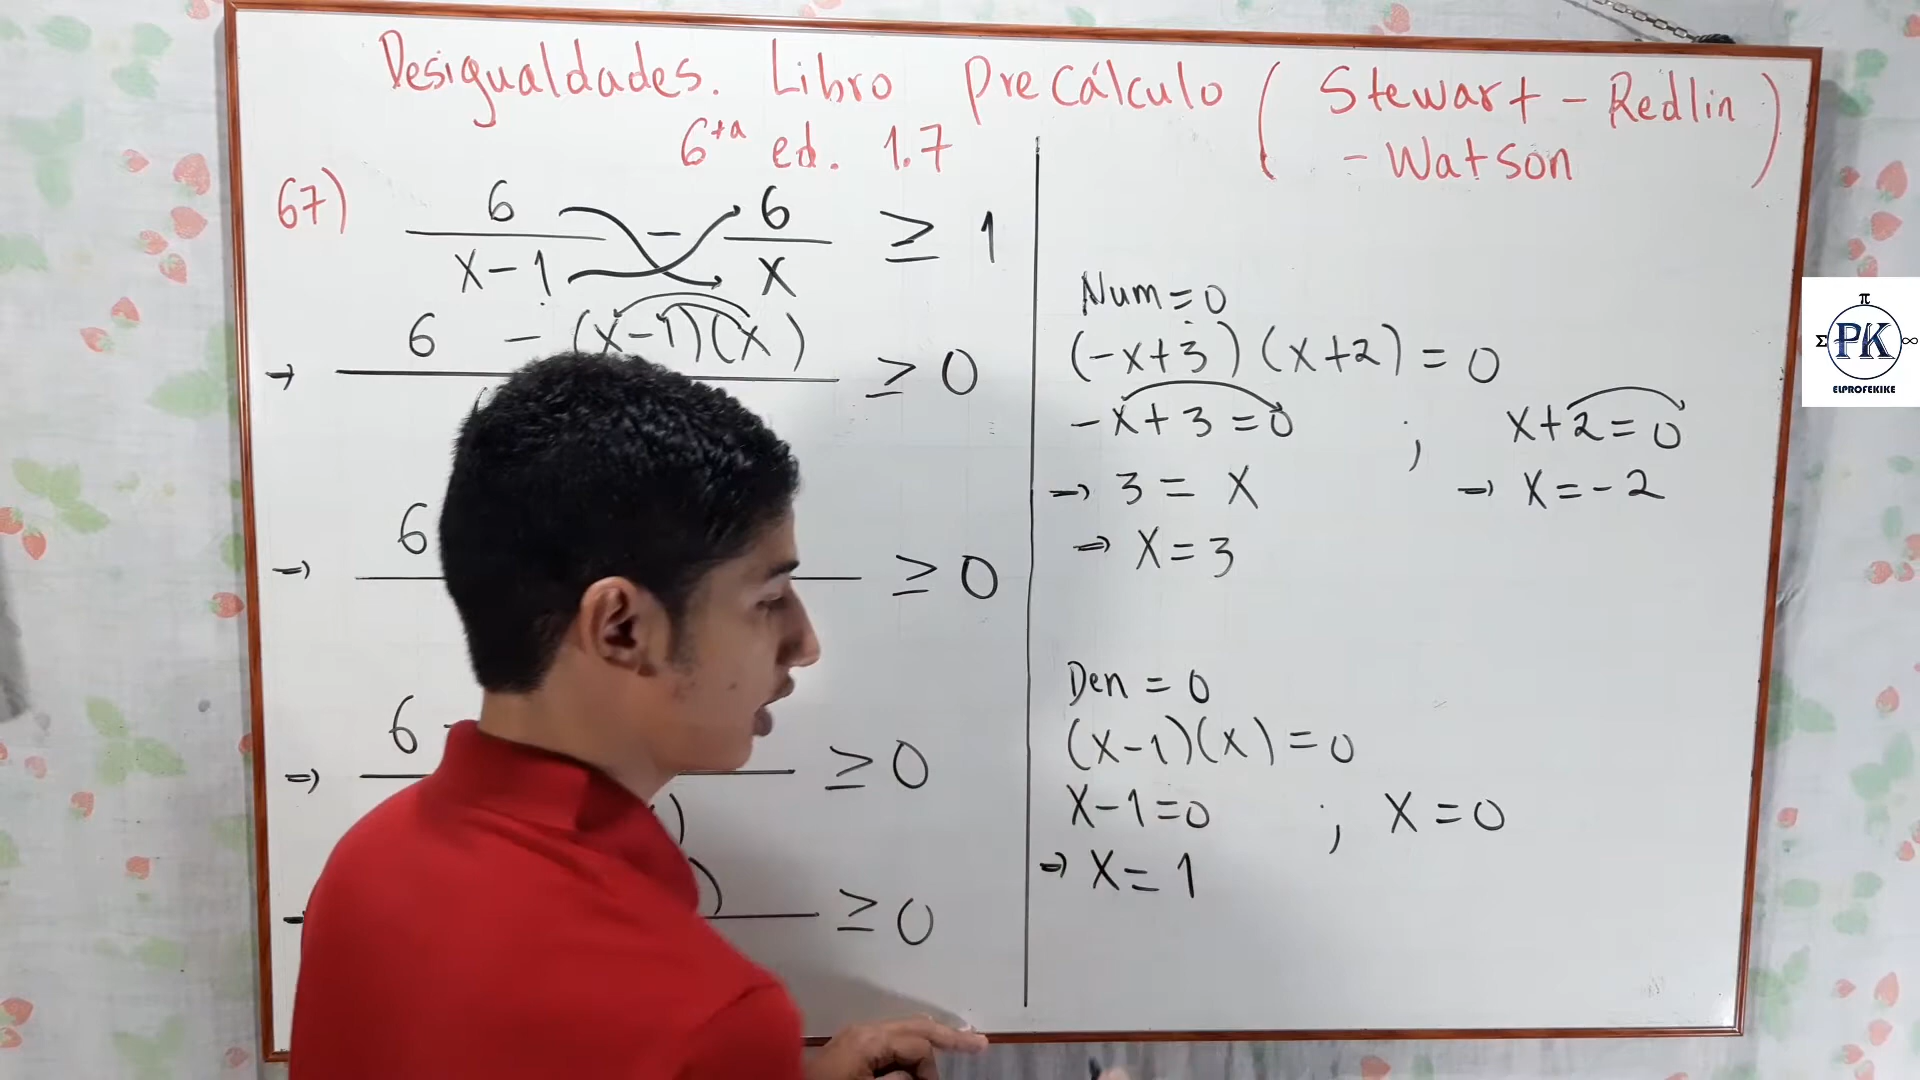 Desigualdades. Libro Precálculo ( Stewart - Redlin
6ta ed. 1.7
- Watson )
67) 6/(x-1) - 6/x ≥ 1
→ 6 - (x-1)(x) ≥ 0
⇒ 6 ≥ 0
⇒ 6 - ≥ 0
) ≥ 0
Num = 0
(-x+3)(x+2) = 0
-x+3 = 0 ; x+2 = 0
⇒ 3 = x ⇒ x = -2
⇒ x = 3
Den = 0
(x-1)(x) = 0
x-1 = 0 ; x = 0
⇒ x = 1
π
Σ PK ∞
ELPROFEKIKE